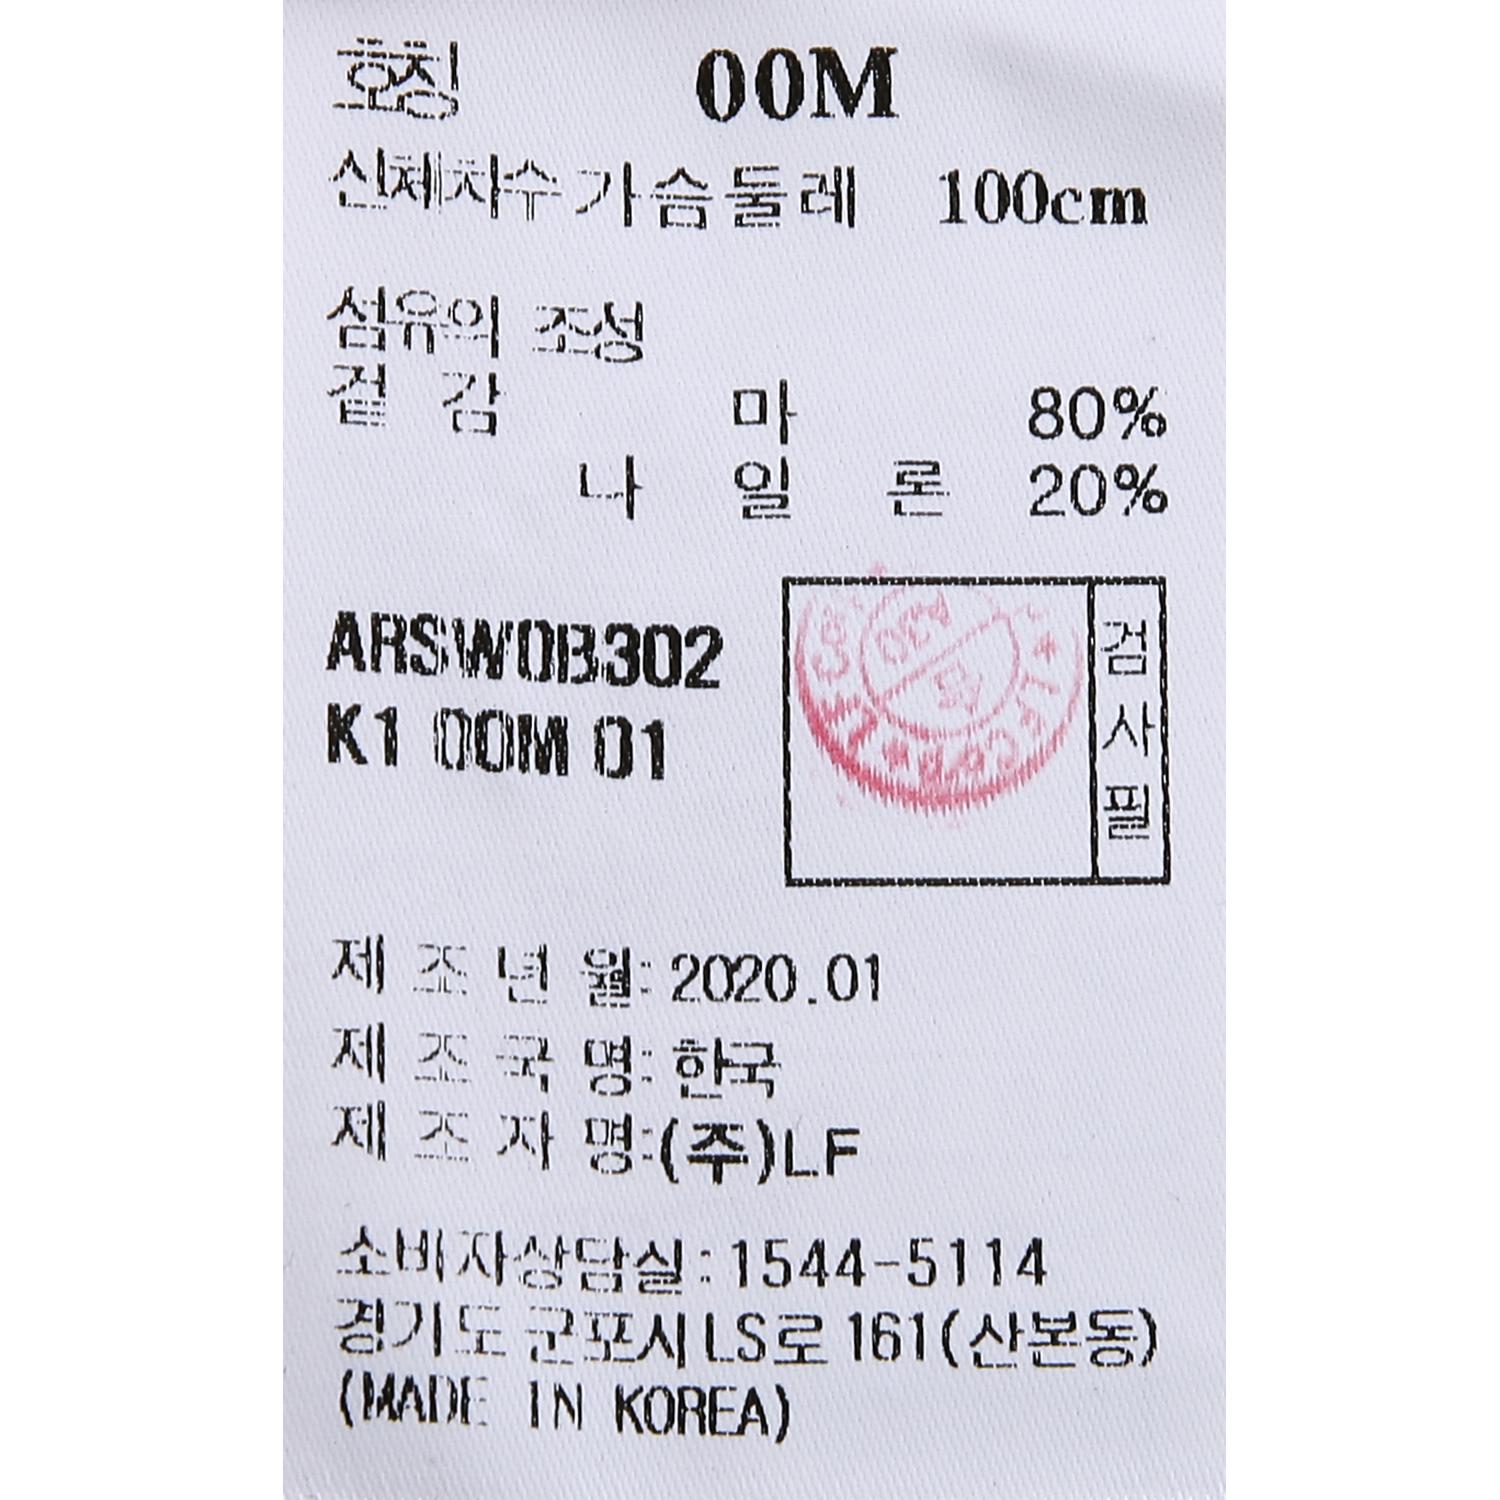 호칭 00M
신체치수 가슴둘레 100cm
섬유의 조성
겉 감 마 80%
나 일 론 20%
ARSW0B302
K1 00M 01
검사필
제 조 년 월: 2020.01
제 조 국 명: 한국
제 조 자 명:(주)LF
소비자상담실:1544-5114
경기도 군포시 LS로 161(산본동)
(MADE IN KOREA)